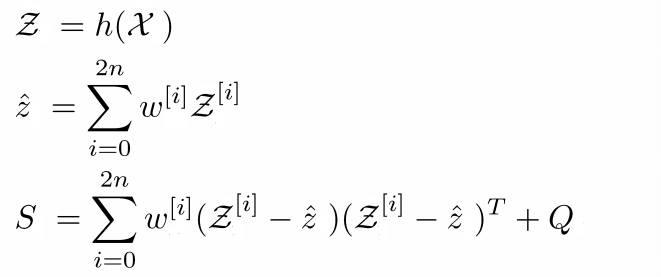 𝒵 = h(𝒳 )
ẑ = ∑_{i=0}^{2n} w^{[i]} 𝒵^{[i]}
S = ∑_{i=0}^{2n} w^{[i]} (𝒵^{[i]} − ẑ )(𝒵^{[i]} − ẑ )^T + Q